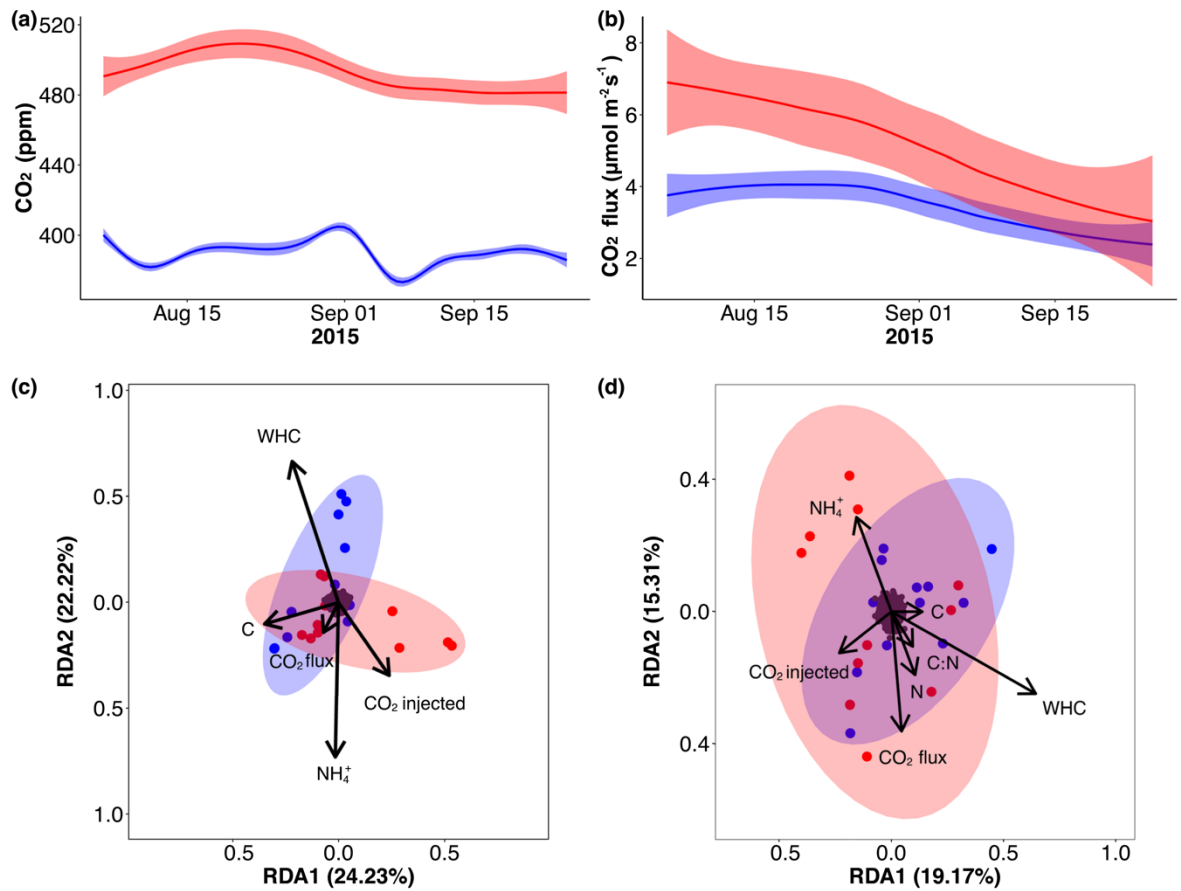 (a)
520
480
440
400
CO₂ (ppm)
Aug 15
Sep 01
Sep 15
2015
(b)
8
6
4
2
CO₂ flux (µmol m⁻² s⁻¹)
Aug 15
Sep 01
Sep 15
2015
(c)
1.0
0.5
0.0
0.5
1.0
RDA2 (22.22%)
WHC
C
CO₂ flux
CO₂ injected
NH₄⁺
0.5
0.0
0.5
RDA1 (24.23%)
(d)
0.4
0.0
0.4
RDA2 (15.31%)
NH₄⁺
C
CO₂ injected
C:N
N
WHC
CO₂ flux
0.5
0.0
0.5
1.0
RDA1 (19.17%)